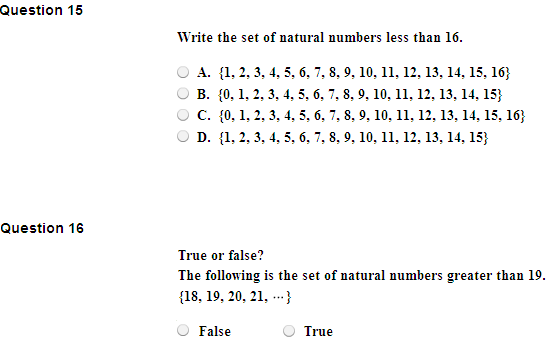 Question 15
Write the set of natural numbers less than 16.
A. {1, 2, 3, 4, 5, 6, 7, 8, 9, 10, 11, 12, 13, 14, 15, 16}
B. {0, 1, 2, 3, 4, 5, 6, 7, 8, 9, 10, 11, 12, 13, 14, 15}
C. {0, 1, 2, 3, 4, 5, 6, 7, 8, 9, 10, 11, 12, 13, 14, 15, 16}
D. {1, 2, 3, 4, 5, 6, 7, 8, 9, 10, 11, 12, 13, 14, 15}
Question 16
True or false?
The following is the set of natural numbers greater than 19.
{18, 19, 20, 21, ···}
False True